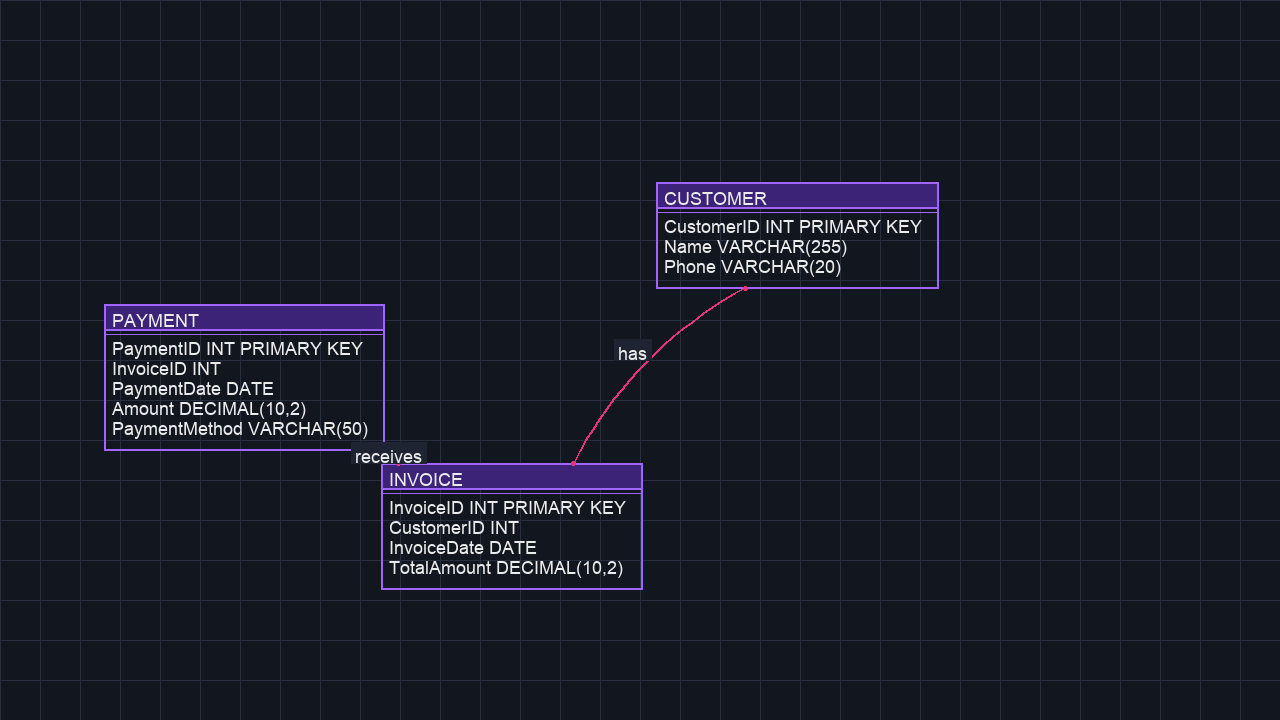 CUSTOMER
CustomerID INT PRIMARY KEY
Name VARCHAR(255)
Phone VARCHAR(20)
PAYMENT
PaymentID INT PRIMARY KEY
InvoiceID INT
PaymentDate DATE
Amount DECIMAL(10,2)
PaymentMethod VARCHAR(50)
has
receives
INVOICE
InvoiceID INT PRIMARY KEY
CustomerID INT
InvoiceDate DATE
TotalAmount DECIMAL(10,2)